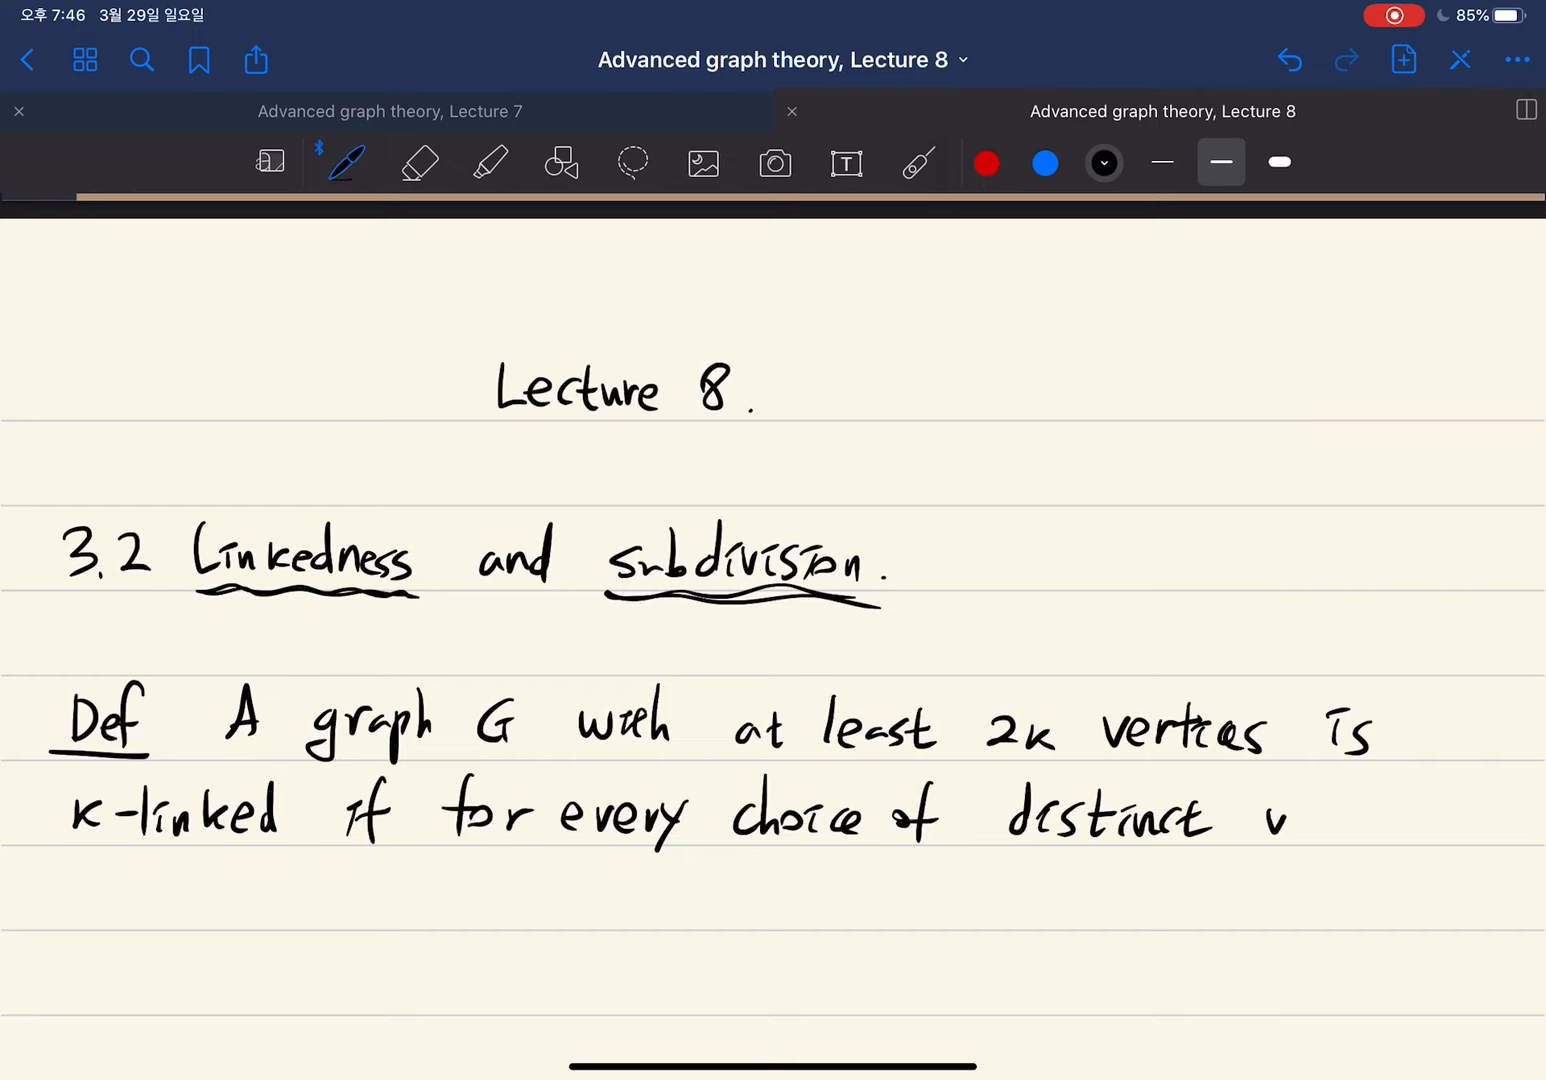 오후 7:46 3월 29일 일요일 85%
Advanced graph theory, Lecture 8
Advanced graph theory, Lecture 7
Advanced graph theory, Lecture 8
Lecture 8.
3.2 Linkedness and subdivision.
Def A graph G with at least 2k vertices is
k-linked if for every choice of distinct v